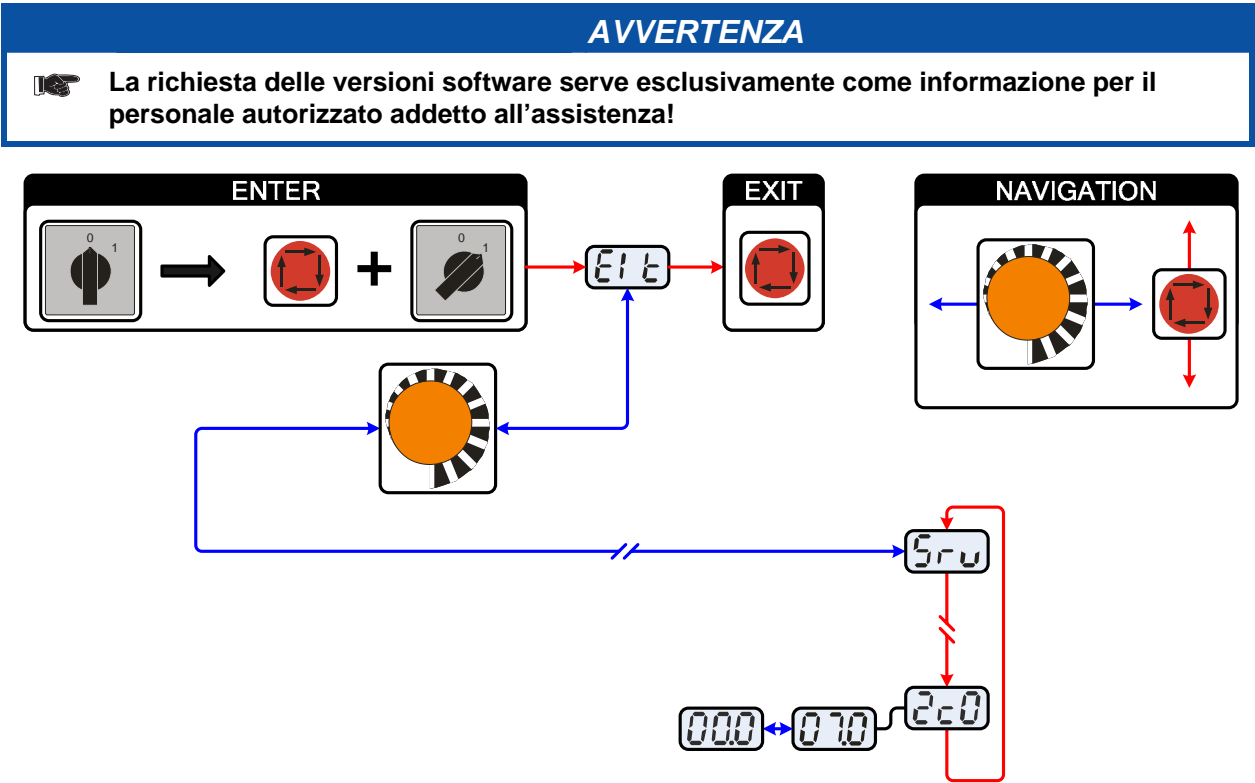 AVVERTENZA
La richiesta delle versioni software serve esclusivamente come informazione per il
personale autorizzato addetto all'assistenza!
ENTER
EXIT
NAVIGATION
0
1
0
1
EIt
Sru
2c0
00.0
07.0